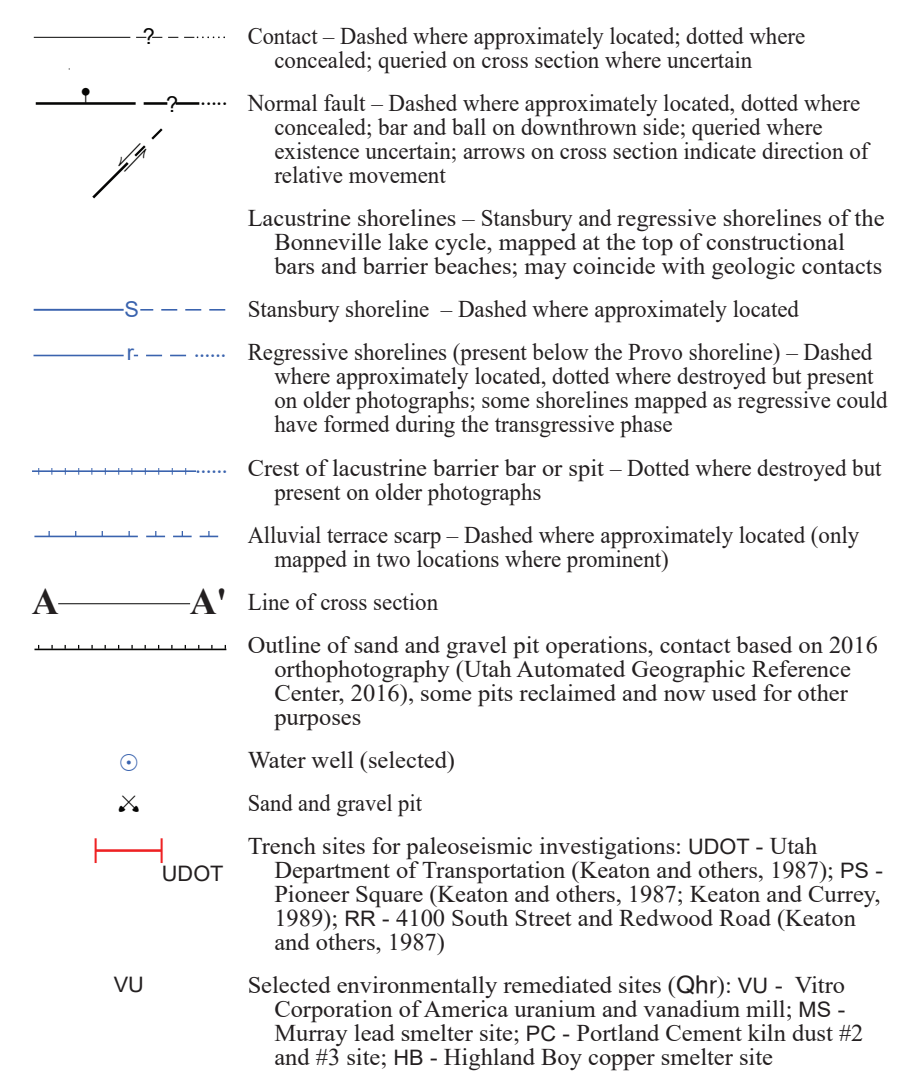 ? Contact – Dashed where approximately located; dotted where
concealed; queried on cross section where uncertain
? Normal fault – Dashed where approximately located, dotted where
concealed; bar and ball on downthrown side; queried where
existence uncertain; arrows on cross section indicate direction of
relative movement
Lacustrine shorelines – Stansbury and regressive shorelines of the
Bonneville lake cycle, mapped at the top of constructional
bars and barrier beaches; may coincide with geologic contacts
S Stansbury shoreline – Dashed where approximately located
r Regressive shorelines (present below the Provo shoreline) – Dashed
where approximately located, dotted where destroyed but present
on older photographs; some shorelines mapped as regressive could
have formed during the transgressive phase
Crest of lacustrine barrier bar or spit – Dotted where destroyed but
present on older photographs
Alluvial terrace scarp – Dashed where approximately located (only
mapped in two locations where prominent)
A A' Line of cross section
Outline of sand and gravel pit operations, contact based on 2016
orthophotography (Utah Automated Geographic Reference
Center, 2016), some pits reclaimed and now used for other
purposes
Water well (selected)
Sand and gravel pit
Trench sites for paleoseismic investigations: UDOT - Utah
UDOT Department of Transportation (Keaton and others, 1987); PS -
Pioneer Square (Keaton and others, 1987; Keaton and Currey,
1989); RR - 4100 South Street and Redwood Road (Keaton
and others, 1987)
VU Selected environmentally remediated sites (Qhr): VU - Vitro
Corporation of America uranium and vanadium mill; MS -
Murray lead smelter site; PC - Portland Cement kiln dust #2
and #3 site; HB - Highland Boy copper smelter site